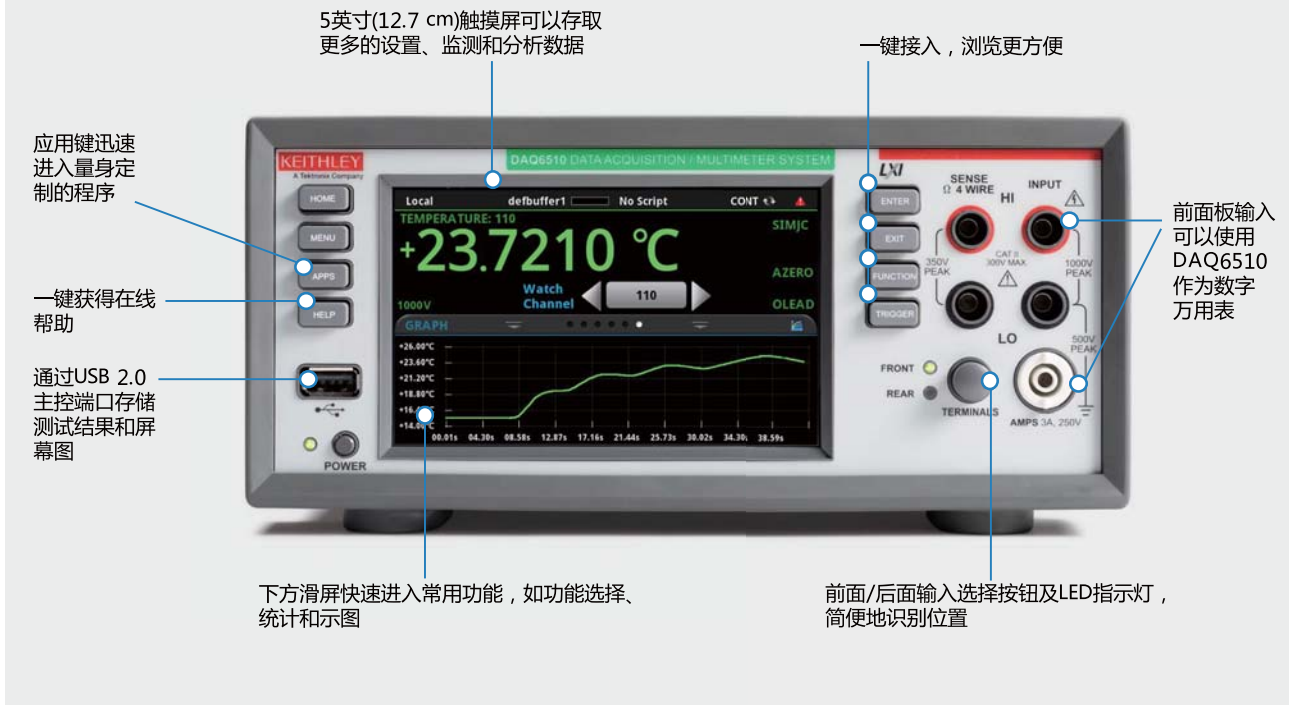 5英寸(12.7 cm)触摸屏可以存取
更多的设置、监测和分析数据
一键接入，浏览更方便
应用键迅速
进入量身定
制的程序
一键获得在线
帮助
通过USB 2.0
主控端口存储
测试结果和屏
幕图
KEITHLEY
A Tektronix Company
DAQ6510 DATA ACQUISITION / MULTIMETER SYSTEM
HOME
MENU
APPS
HELP
POWER
Local defbuffer1 No Script CONT
TEMPERATURE: 110
SIMJC
+23.7210 °C
AZERO
Watch
Channel
110
1000V
OLEAD
GRAPH
+26.00°C
+23.60°C
+21.20°C
+18.80°C
+14.00°C
00.01s 04.30s 08.58s 12.87s 17.16s 21.44s 25.73s 30.02s 34.30s 38.59s
LXI
ENTER
EXIT
FUNCTION
TRIGGER
SENSE
Ω 4 WIRE
INPUT
HI
350V
PEAK
CAT II
300V MAX
1000V
PEAK
LO
500V
PEAK
FRONT
REAR
TERMINALS
AMPS 3A, 250V
前面板输入
可以使用
DAQ6510
作为数字
万用表
下方滑屏快速进入常用功能，如功能选择、
统计和示图
前面/后面输入选择按钮及LED指示灯，
简便地识别位置